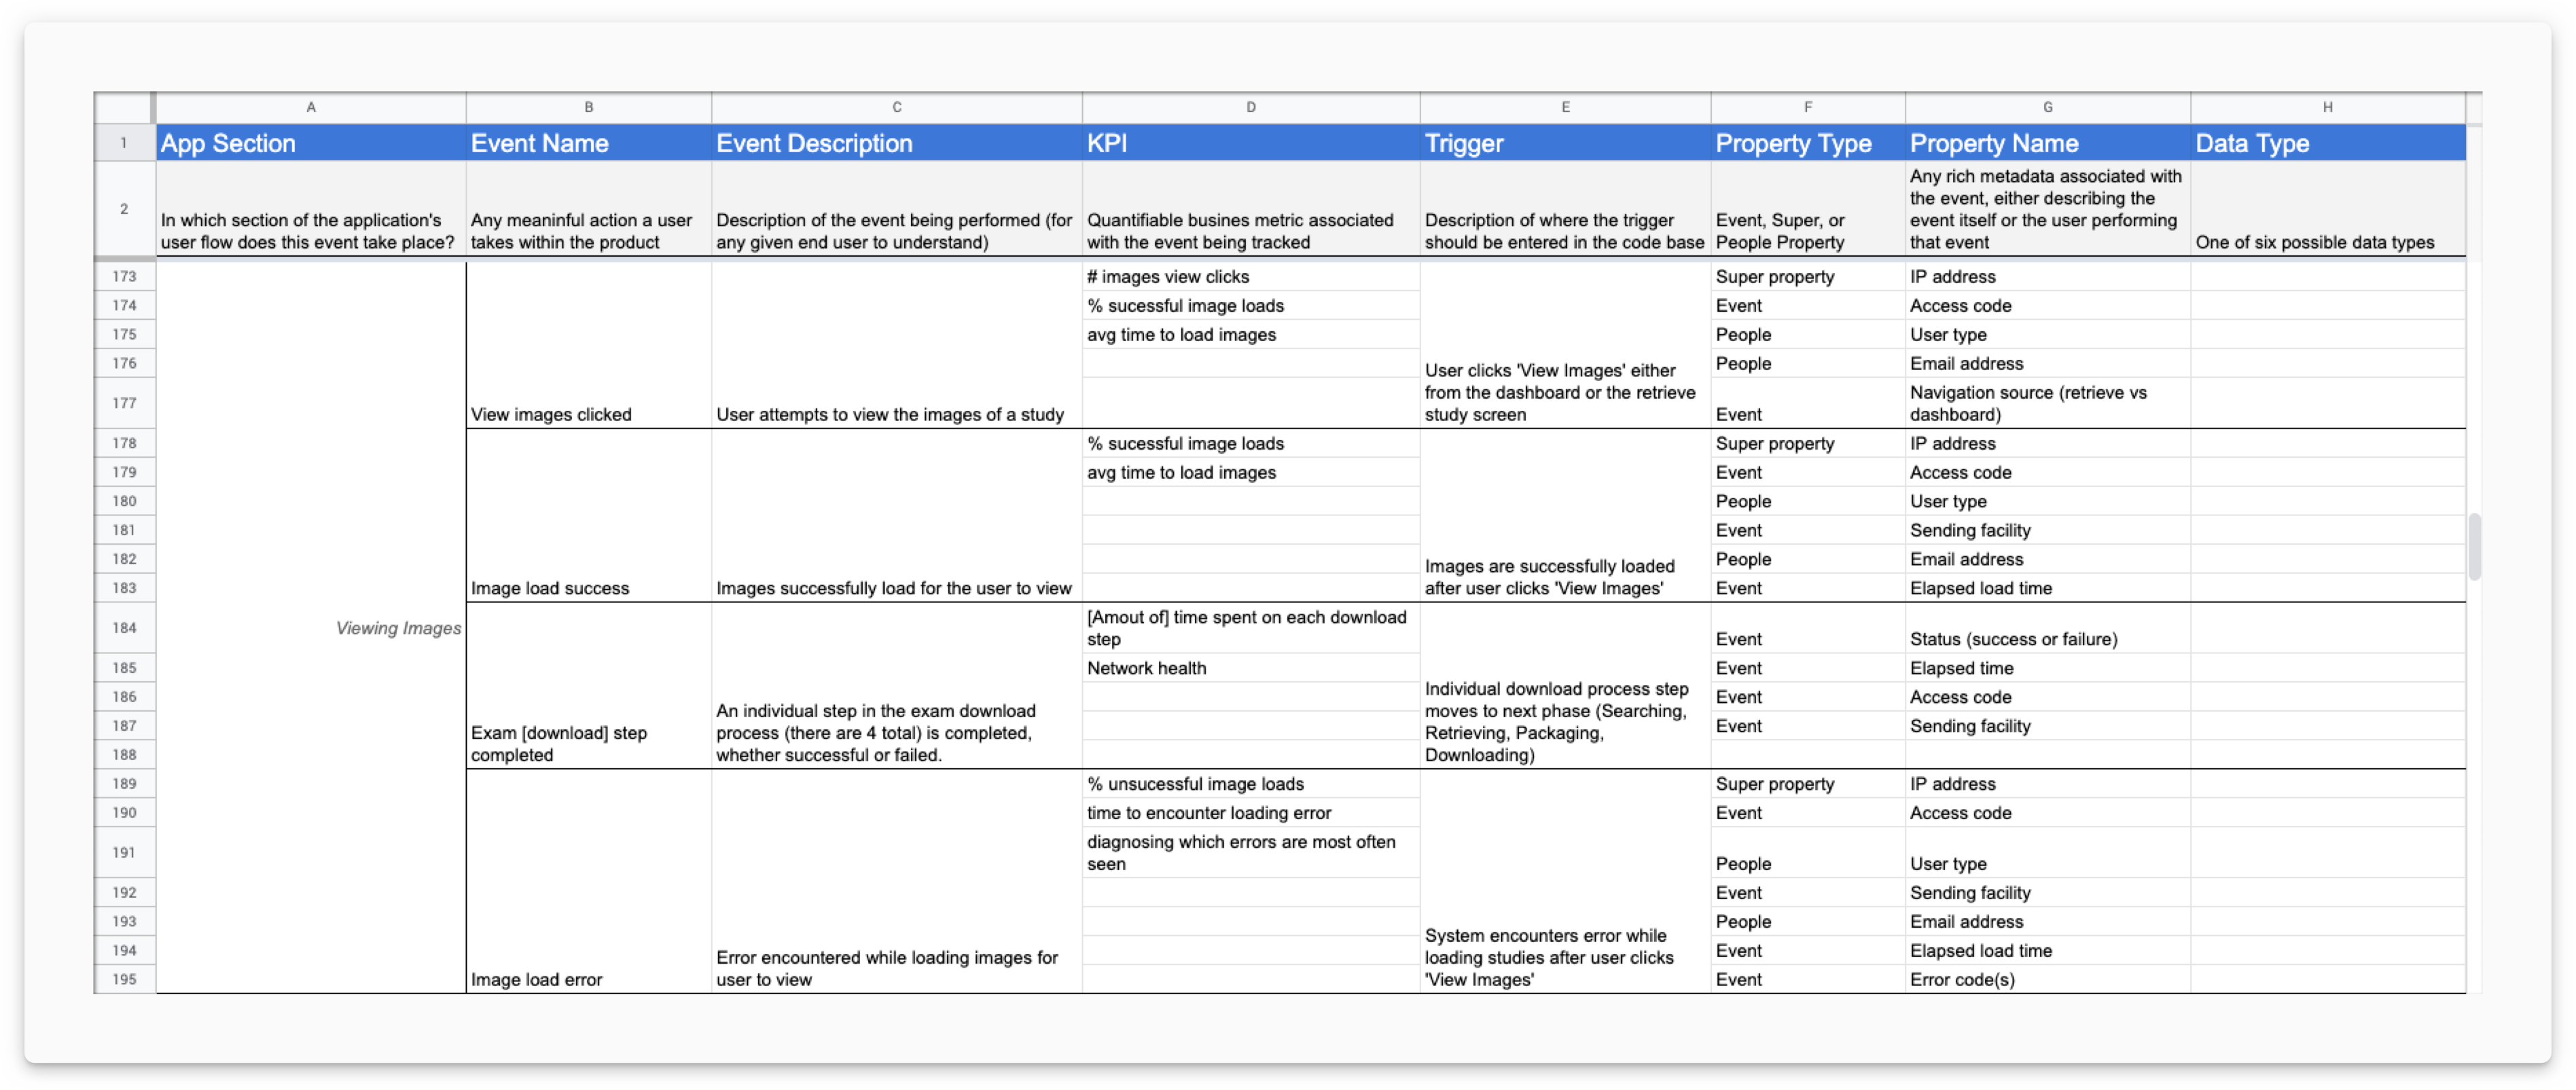 A B C D E F G H
1 App Section Event Name Event Description KPI Trigger Property Type Property Name Data Type
2
In which section of the application's
user flow does this event take place?
Any meaninful action a user
takes within the product
Description of the event being performed (for
any given end user to understand)
Quantifiable busines metric associated
with the event being tracked
Description of where the trigger
should be entered in the code base
Event, Super, or
People Property
Any rich metadata associated with
the event, either describing the
event itself or the user performing
that event
One of six possible data types
Viewing Images
View images clicked
User attempts to view the images of a study
User clicks 'View Images' either
from the dashboard or the retrieve
study screen
173 # images view clicks Super property IP address
174 % sucessful image loads Event Access code
175 avg time to load images People User type
176 People Email address
177 Event Navigation source (retrieve vs
dashboard)
Image load success
Images successfully load for the user to view
Images are successfully loaded
after user clicks 'View Images'
178 % sucessful image loads Super property IP address
179 avg time to load images Event Access code
180 People User type
181 Event Sending facility
182 People Email address
183 Event Elapsed load time
Exam [download] step
completed
An individual step in the exam download
process (there are 4 total) is completed,
whether successful or failed.
Individual download process step
moves to next phase (Searching,
Retrieving, Packaging,
Downloading)
184 [Amout of] time spent on each download
step
Event Status (success or failure)
185 Network health Event Elapsed time
186 Event Access code
187 Event Sending facility
188
Image load error
Error encountered while loading images for
user to view
System encounters error while
loading studies after user clicks
'View Images'
189 % unsucessful image loads Super property IP address
190 time to encounter loading error Event Access code
191 diagnosing which errors are most often
seen
People User type
192 Event Sending facility
193 People Email address
194 Event Elapsed load time
195 Event Error code(s)